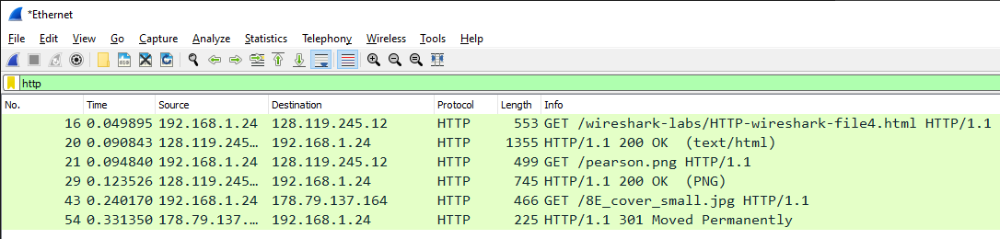 *Ethernet
File Edit View Go Capture Analyze Statistics Telephony Wireless Tools Help
http
No. Time Source Destination Protocol Length Info
16 0.049895 192.168.1.24 128.119.245.12 HTTP 553 GET /wireshark-labs/HTTP-wireshark-file4.html HTTP/1.1
20 0.090843 128.119.245... 192.168.1.24 HTTP 1355 HTTP/1.1 200 OK (text/html)
21 0.094840 192.168.1.24 128.119.245.12 HTTP 499 GET /pearson.png HTTP/1.1
29 0.123526 128.119.245... 192.168.1.24 HTTP 745 HTTP/1.1 200 OK (PNG)
43 0.240170 192.168.1.24 178.79.137.164 HTTP 466 GET /8E_cover_small.jpg HTTP/1.1
54 0.331350 178.79.137.... 192.168.1.24 HTTP 225 HTTP/1.1 301 Moved Permanently